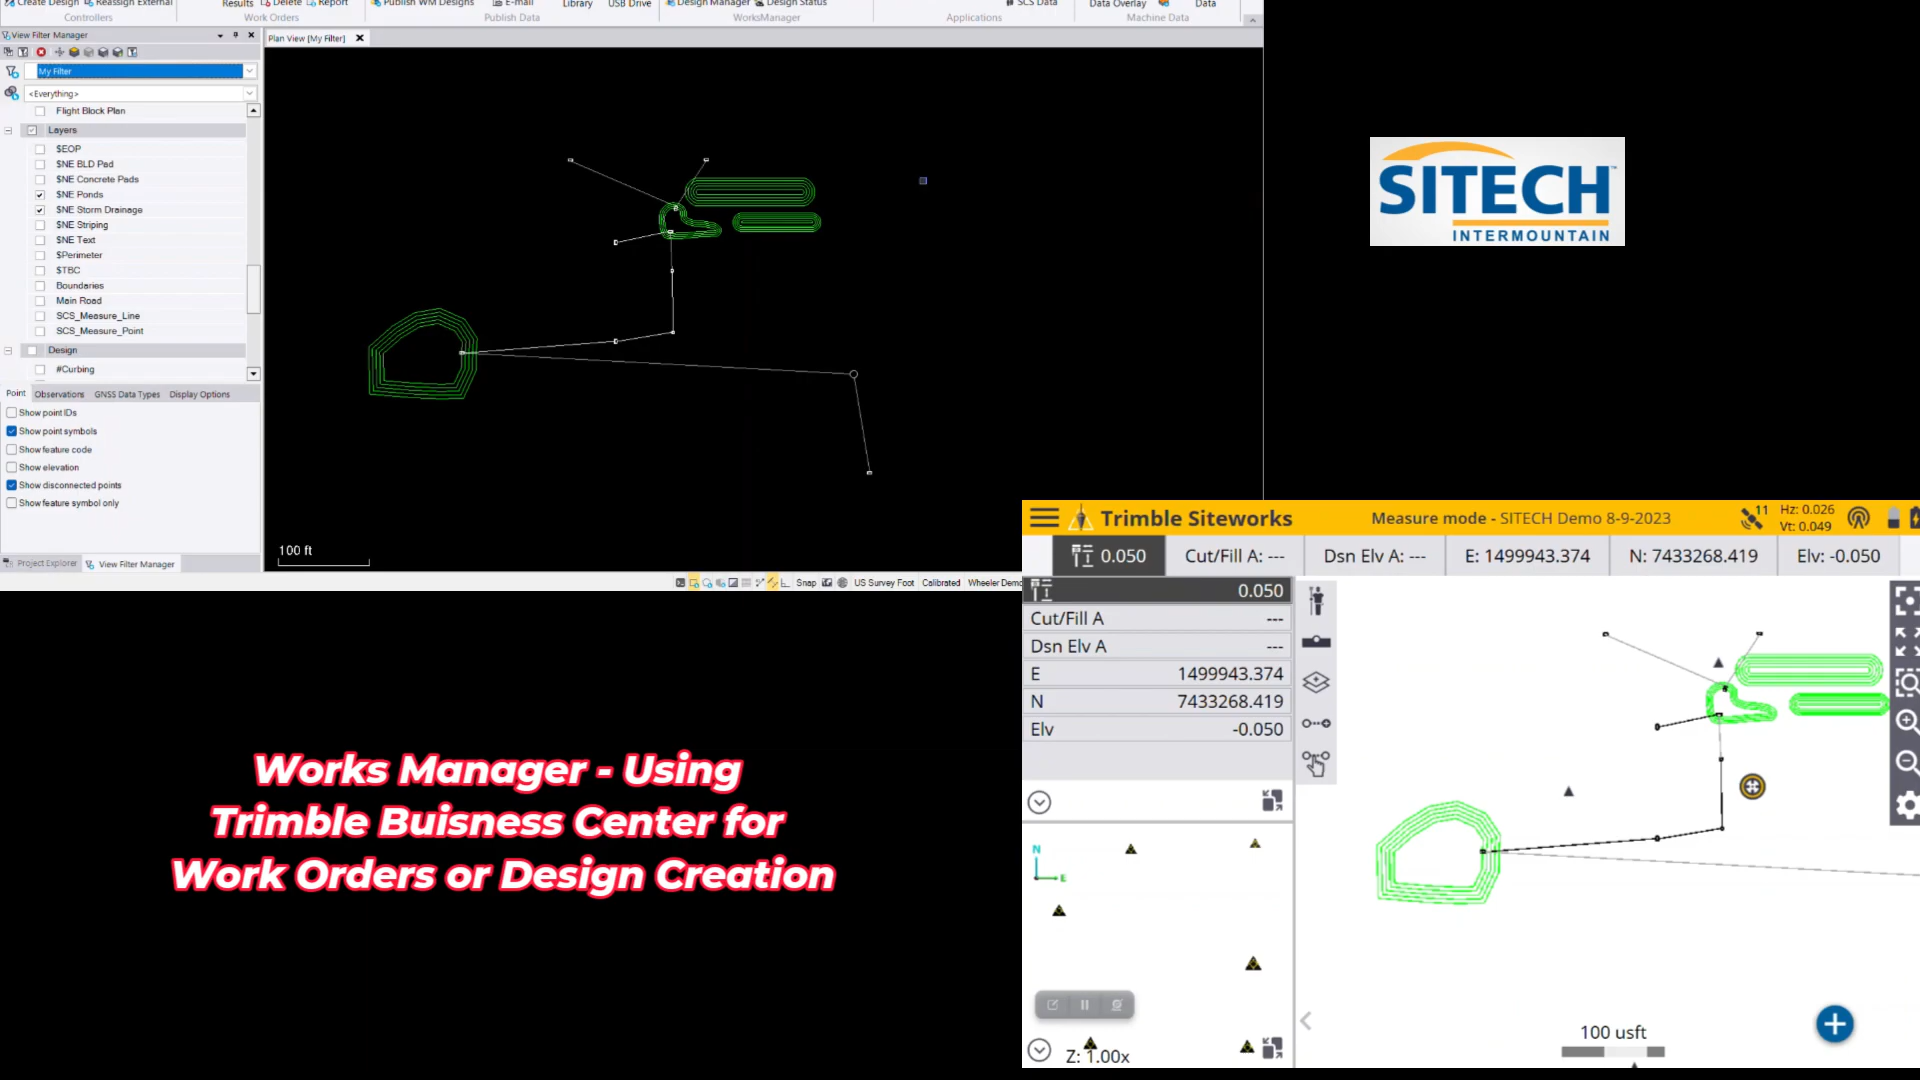 Create Design Reassign External
Results Delete Report
Publish WM Designs E-mail
Library USB Drive
Design Manager Design Status
SCS Data
Data Overlay
Data
Controllers
Work Orders
Publish Data
WorksManager
Applications
Machine Data
View Filter Manager
My Filter
<Everything>
Flight Block Plan
Layers
$EOP
$NE BLD Pad
$NE Concrete Pads
$NE Ponds
$NE Storm Drainage
$NE Striping
$NE Text
$Perimeter
$TBC
Boundaries
Main Road
SCS_Measure_Line
SCS_Measure_Point
Design
#Curbing
Point Observations GNSS Data Types Display Options
Show point IDs
Show point symbols
Show feature code
Show elevation
Show disconnected points
Show feature symbol only
Project Explorer View Filter Manager
Plan View [My Filter]
100 ft
Snap US Survey Foot Calibrated Wheeler Demo
SITECH
INTERMOUNTAIN
Trimble Siteworks Measure mode - SITECH Demo 8-9-2023
11 Hz: 0.026
Vt: 0.049
0.050 Cut/Fill A: --- Dsn Elv A: --- E: 1499943.374 N: 7433268.419 Elv: -0.050
0.050
Cut/Fill A ---
Dsn Elv A ---
E 1499943.374
N 7433268.419
Elv -0.050
N
E
Z: 1.00x
100 usft
Works Manager - Using
Trimble Buisness Center for
Work Orders or Design Creation